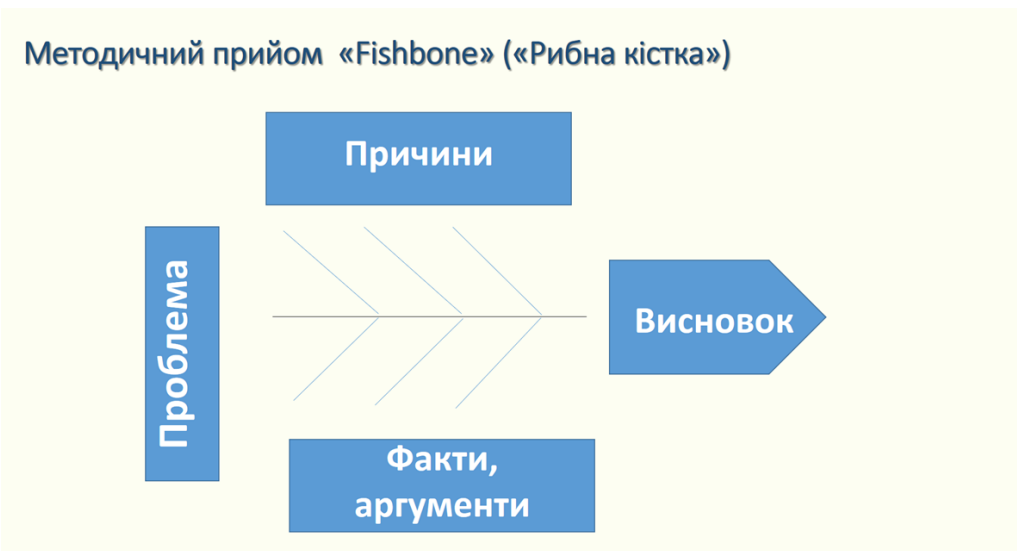 Методичний прийом «Fishbone» («Рибна кістка»)
Причини
Проблема
Висновок
Факти,
аргументи